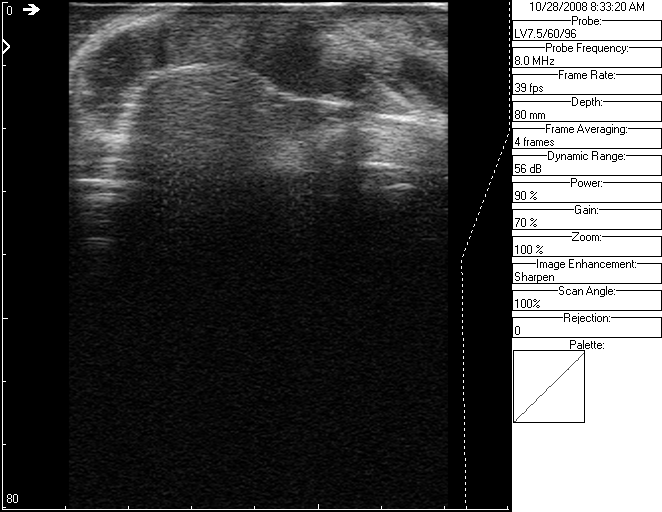 0
10/28/2008 8:33:20 AM
Probe:
LV7.5/60/96
Probe Frequency:
8.0 MHz
Frame Rate:
39 fps
Depth:
80 mm
Frame Averaging:
4 frames
Dynamic Range:
56 dB
Power:
90 %
Gain:
70 %
Zoom:
100 %
Image Enhancement:
Sharpen
Scan Angle:
100%
Rejection:
0
Palette:
80